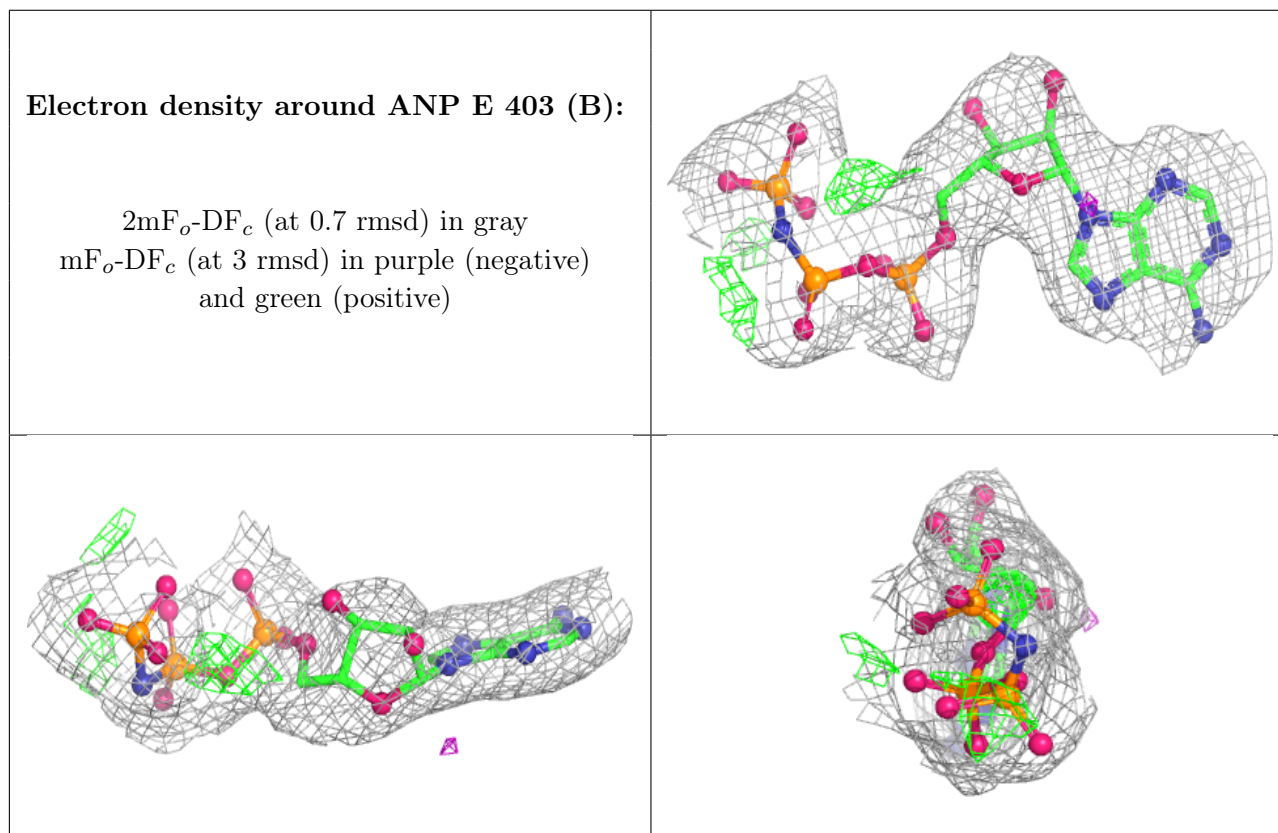 Electron density around ANP E 403 (B):
2mFₒ-DF𝒸 (at 0.7 rmsd) in gray
mFₒ-DF𝒸 (at 3 rmsd) in purple (negative)
and green (positive)